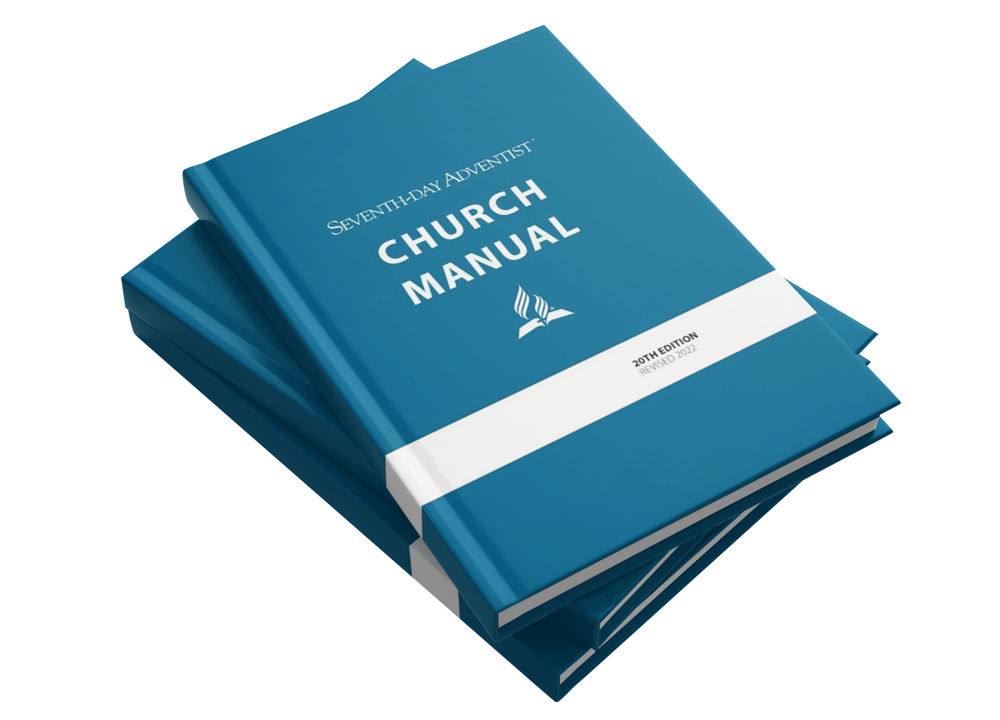 SEVENTH-DAY ADVENTIST®
CHURCH
MANUAL
20TH EDITION
REVISED 2022